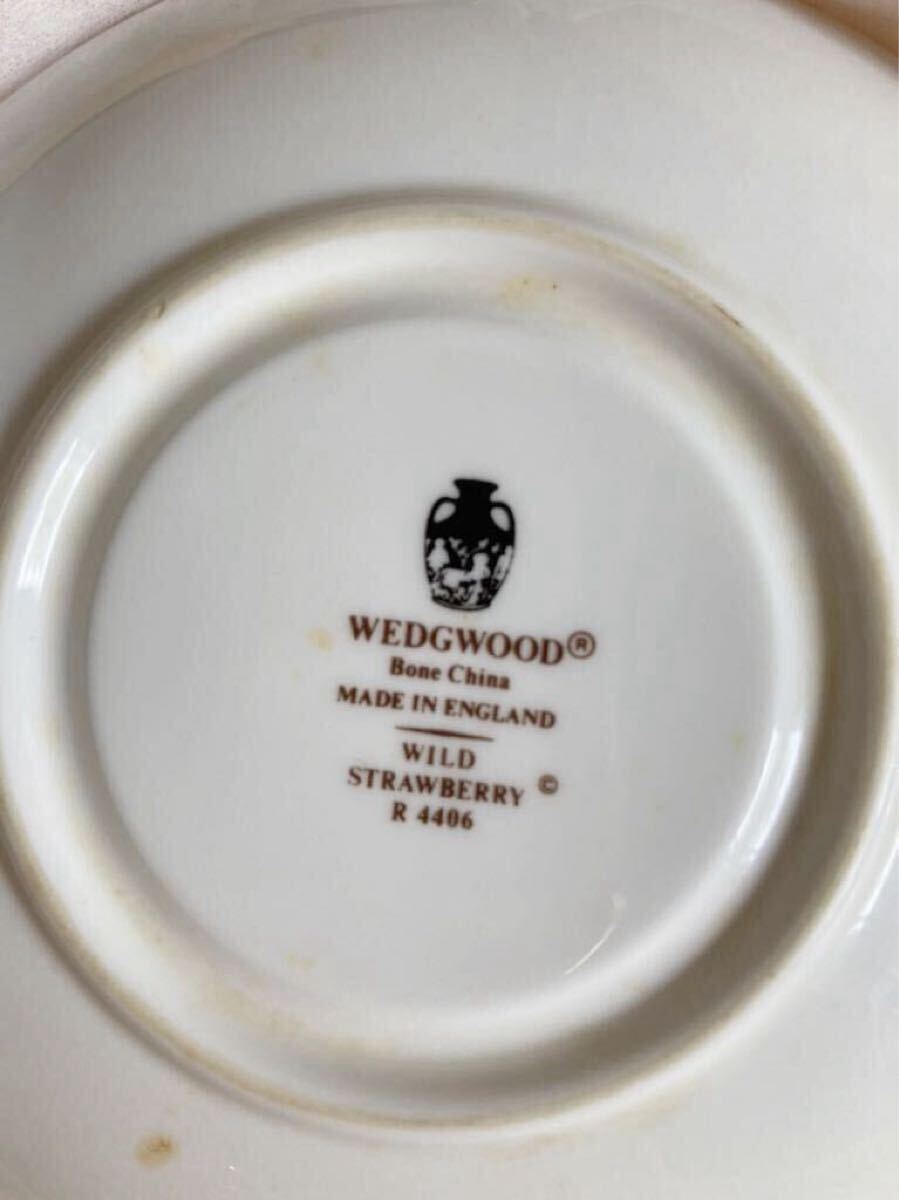 WEDGWOOD®
Bone China
MADE IN ENGLAND
WILD
STRAWBERRY ©
R 4406